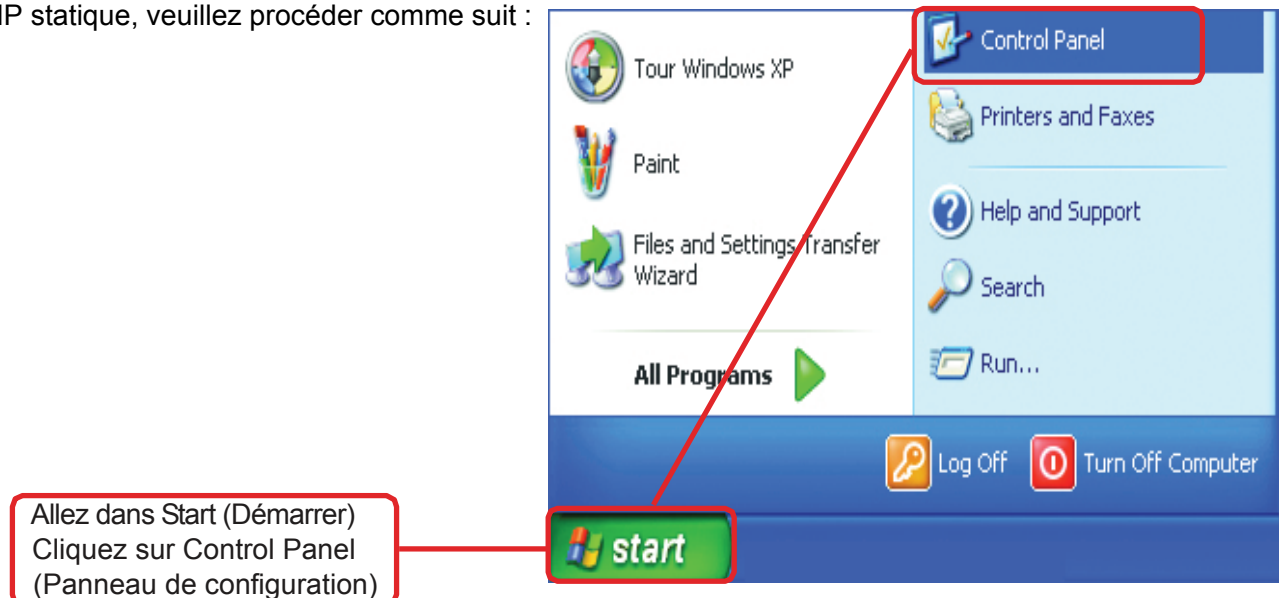 IP statique, veuillez procéder comme suit :
Tour Windows XP
Paint
Files and Settings Transfer
Wizard
All Programs
Control Panel
Printers and Faxes
Help and Support
Search
Run...
Log Off
Turn Off Computer
start
Allez dans Start (Démarrer)
Cliquez sur Control Panel
(Panneau de configuration)